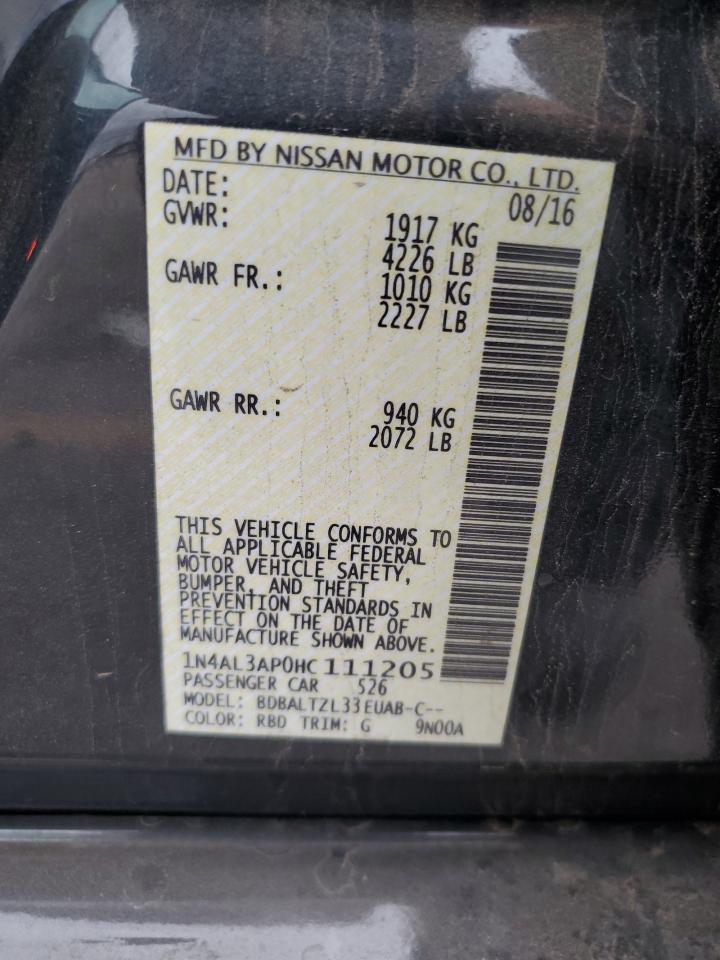 MFD BY NISSAN MOTOR CO., LTD.
DATE: 08/16
GVWR: 1917 KG
4226 LB
GAWR FR.: 1010 KG
2227 LB
GAWR RR.: 940 KG
2072 LB
THIS VEHICLE CONFORMS TO
ALL APPLICABLE FEDERAL
MOTOR VEHICLE SAFETY,
BUMPER, AND THEFT
PREVENTION STANDARDS IN
EFFECT ON THE DATE OF
MANUFACTURE SHOWN ABOVE.
1N4AL3AP0HC111205
PASSENGER CAR 526
MODEL: BDBALTZL33EUAB-C--
COLOR: RBD TRIM: G 9N00A